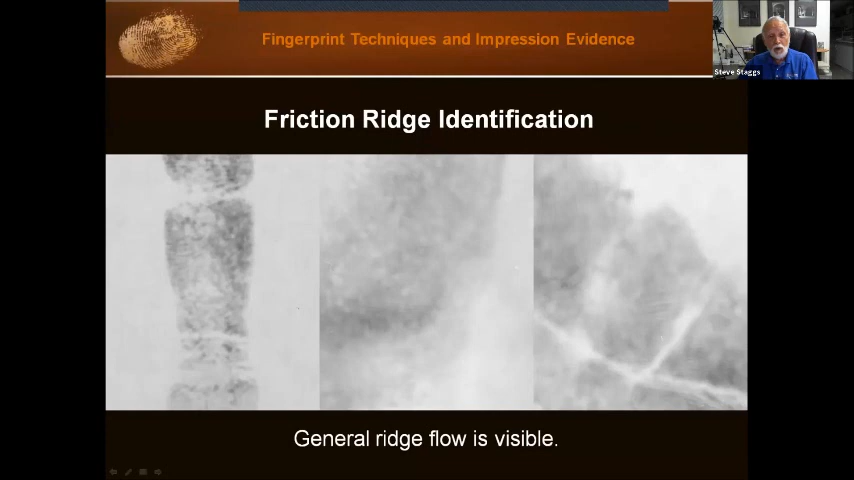 Fingerprint Techniques and Impression Evidence
Steve Staggs
Friction Ridge Identification
General ridge flow is visible.